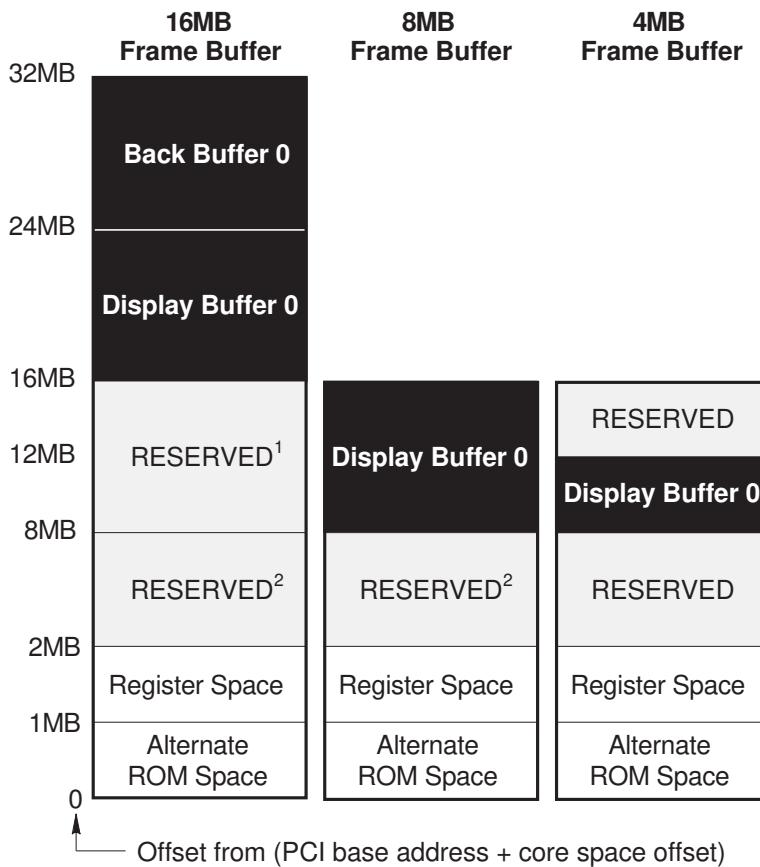 16MB
Frame Buffer
8MB
Frame Buffer
4MB
Frame Buffer
32MB
Back Buffer 0
24MB
Display Buffer 0
16MB
RESERVED
12MB
RESERVED¹
Display Buffer 0
Display Buffer 0
8MB
RESERVED²
RESERVED²
RESERVED
2MB
Register Space
Register Space
Register Space
1MB
Alternate
ROM Space
Alternate
ROM Space
Alternate
ROM Space
0
Offset from (PCI base address + core space offset)